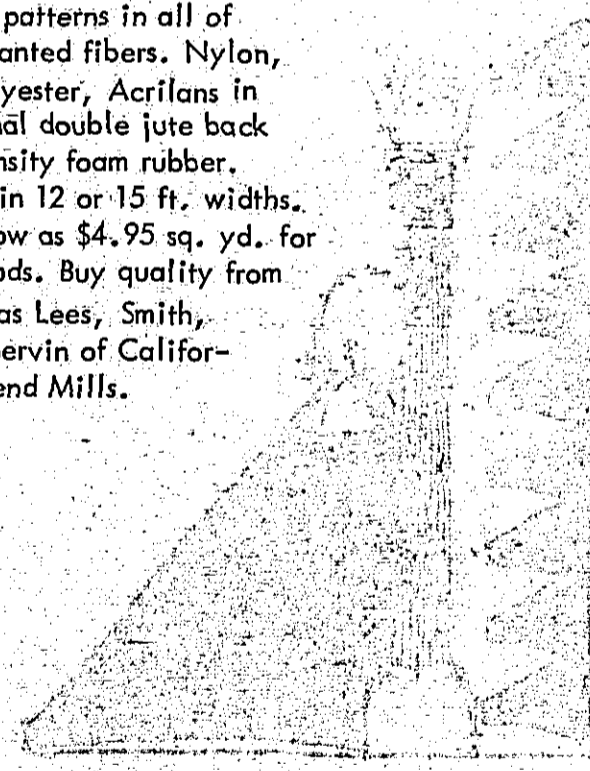 patterns in all of
anted fibers. Nylon,
yester, Acrilans in
nal double jute back
nsity foam rubber.
in 12 or 15 ft. widths.
ow as $4.95 sq. yd. for
ods. Buy quality from
as Lees, Smith,
ervin of Califor-
end Mills.